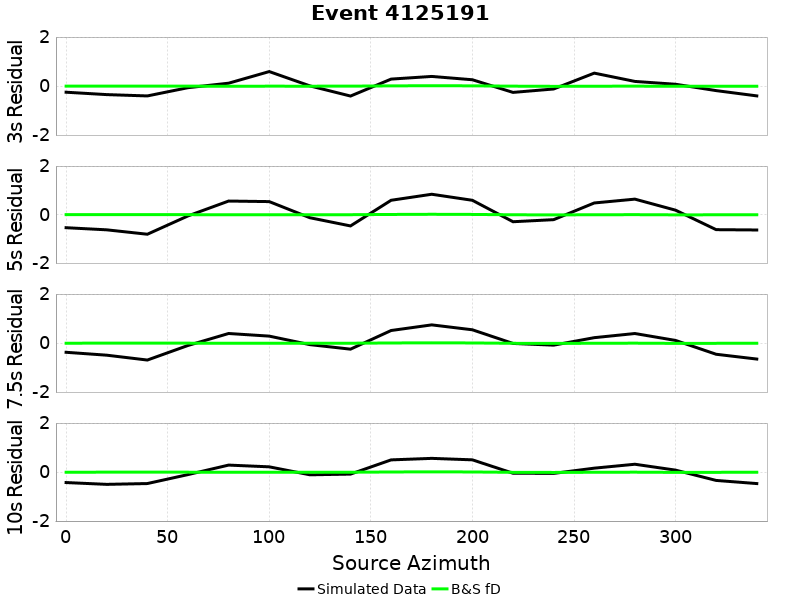 Event 4125191
3s Residual
2
0
-2
5s Residual
2
0
-2
7.5s Residual
2
0
-2
10s Residual
2
0
-2
0 50 100 150 200 250 300
Source Azimuth
Simulated Data B&S fD